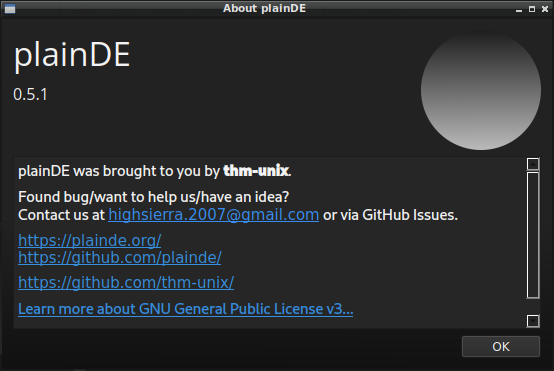 About plainDE
plainDE
0.5.1
plainDE was brought to you by thm-unix.
Found bug/want to help us/have an idea?
Contact us at highsierra.2007@gmail.com or via GitHub Issues.
https://plainde.org/
https://github.com/plainde/
https://github.com/thm-unix/
Learn more about GNU General Public License v3...
OK